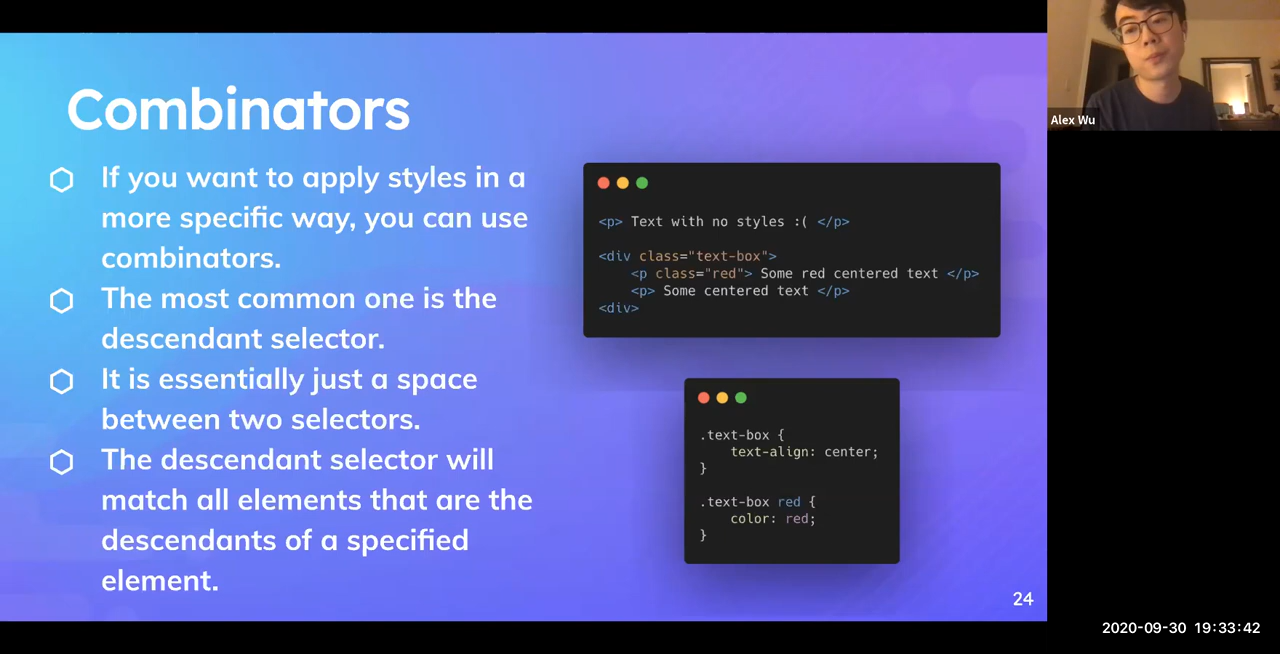 Combinators
If you want to apply styles in a
more specific way, you can use
combinators.
The most common one is the
descendant selector.
It is essentially just a space
between two selectors.
The descendant selector will
match all elements that are the
descendants of a specified
element.
<p> Text with no styles :( </p>
<div class="text-box">
<p class="red"> Some red centered text </p>
<p> Some centered text </p>
<div>
.text-box {
text-align: center;
}
.text-box red {
color: red;
}
24
Alex Wu
2020-09-30 19:33:42